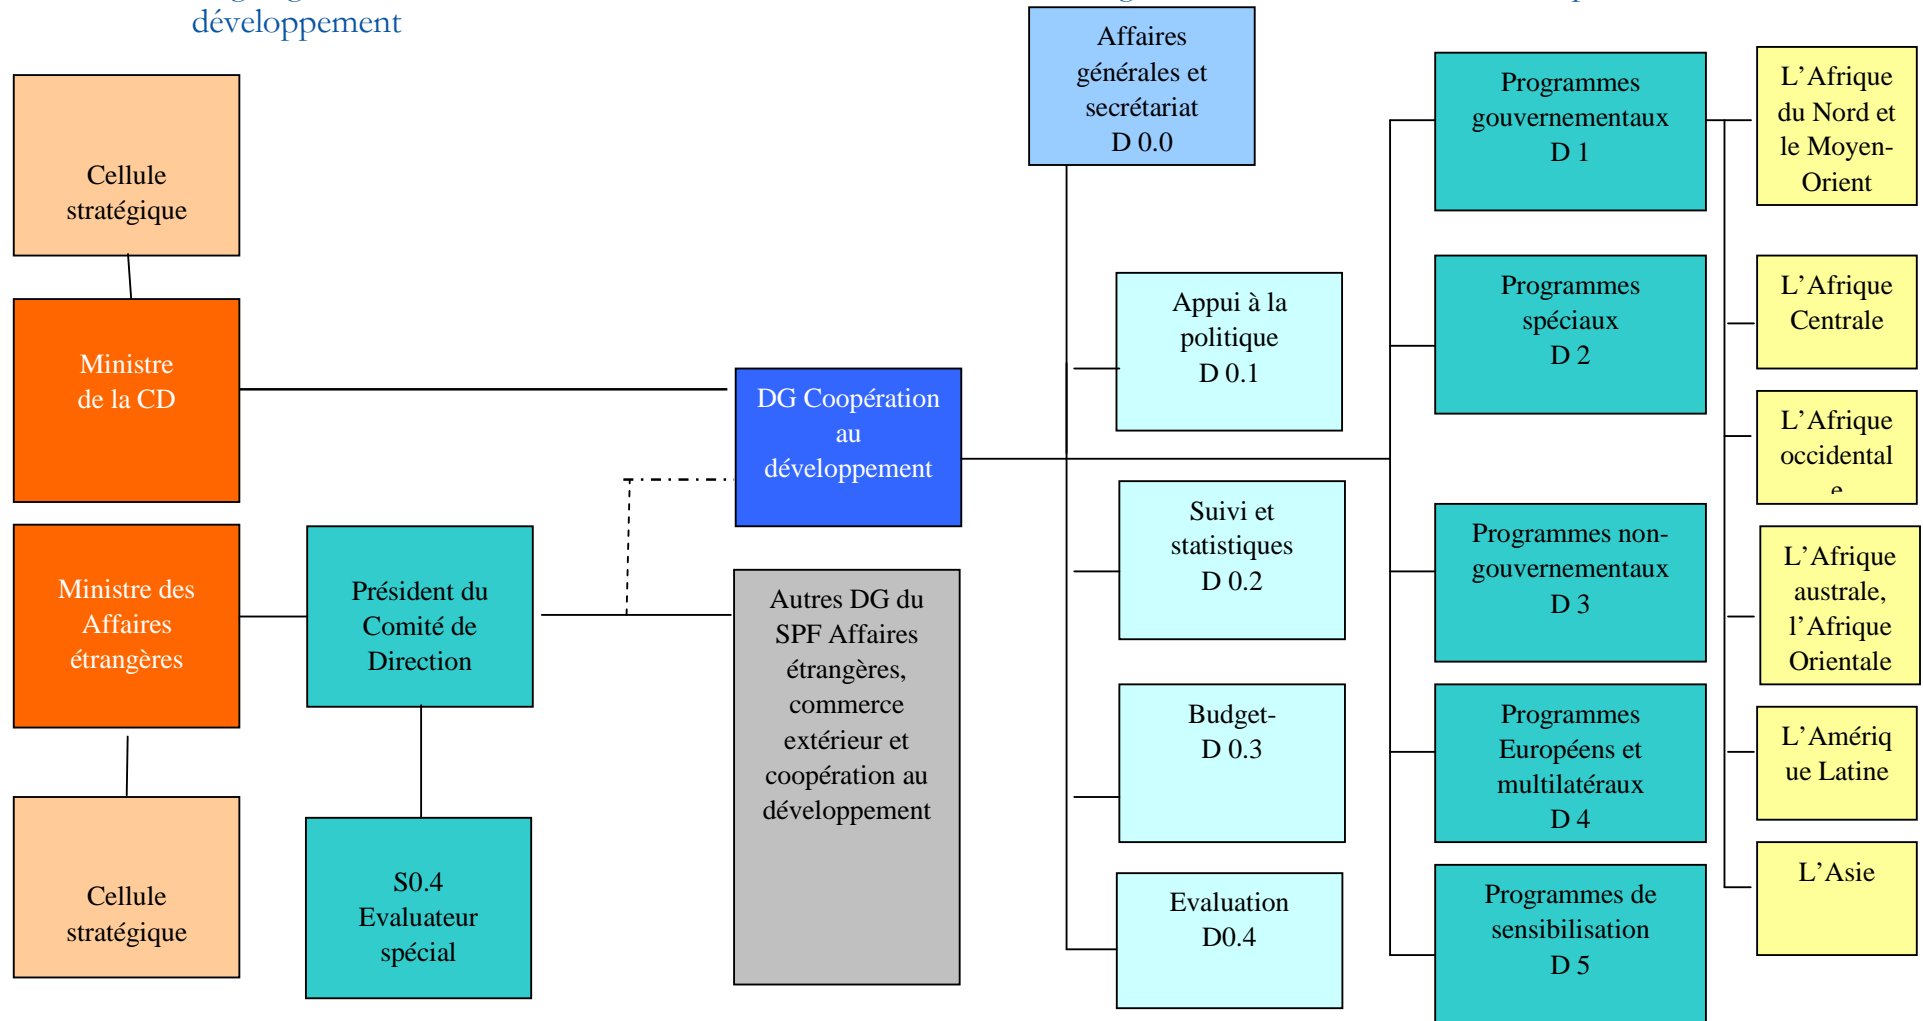 développement
Cellule
stratégique
Ministre
de la CD
Ministre des
Affaires
étrangères
Cellule
stratégique
Président du
Comité de
Direction
S0.4
Evaluateur
spécial
DG Coopération
au
développement
Autres DG du
SPF Affaires
étrangères,
commerce
extérieur et
coopération au
développement
Affaires
générales et
secrétariat
D 0.0
Appui à la
politique
D 0.1
Suivi et
statistiques
D 0.2
Budget-
D 0.3
Evaluation
D0.4
Programmes
gouvernementaux
D 1
Programmes
spéciaux
D 2
Programmes non-
gouvernementaux
D 3
Programmes
Européens et
multilatéraux
D 4
Programmes de
sensibilisation
D 5
L’Afrique
du Nord et
le Moyen-
Orient
L’Afrique
Centrale
L’Afrique
occidental
e
L’Afrique
australe,
l’Afrique
Orientale
L’Amériq
ue Latine
L’Asie